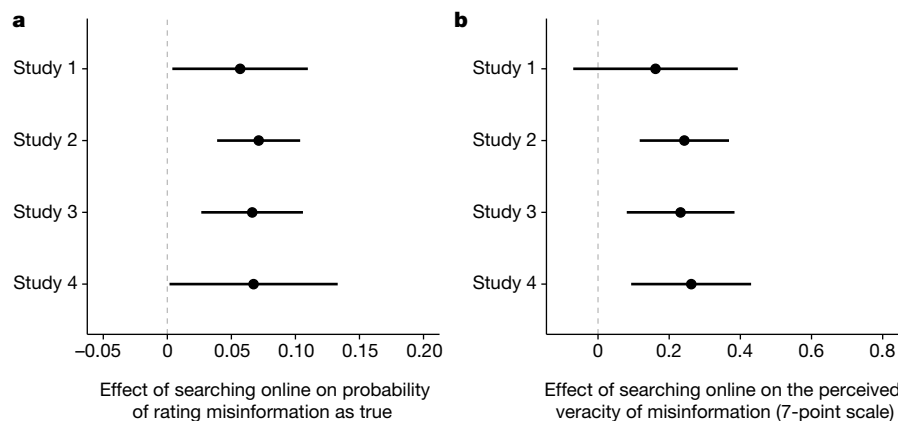 a
Study 1
Study 2
Study 3
Study 4
–0.05 0 0.05 0.10 0.15 0.20
Effect of searching online on probability
of rating misinformation as true
b
Study 1
Study 2
Study 3
Study 4
0 0.2 0.4 0.6 0.8
Effect of searching online on the perceived
veracity of misinformation (7-point scale)